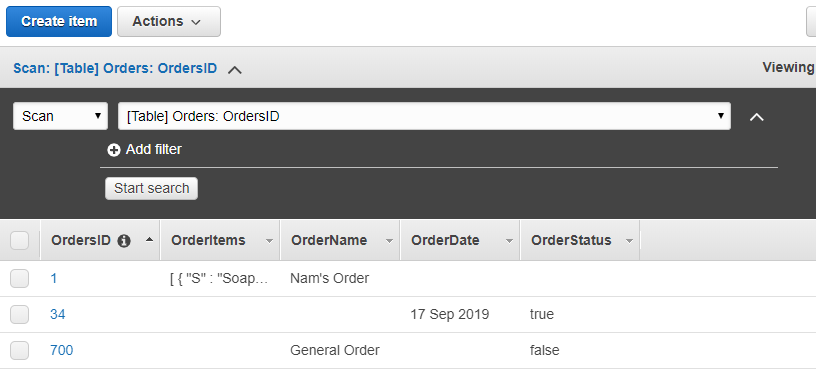 Create item Actions
Scan: [Table] Orders: OrdersID Viewing
Scan [Table] Orders: OrdersID
Add filter
Start search
OrdersID OrderItems OrderName OrderDate OrderStatus
1 [ { "S" : "Soap… Nam's Order
34 17 Sep 2019 true
700 General Order false